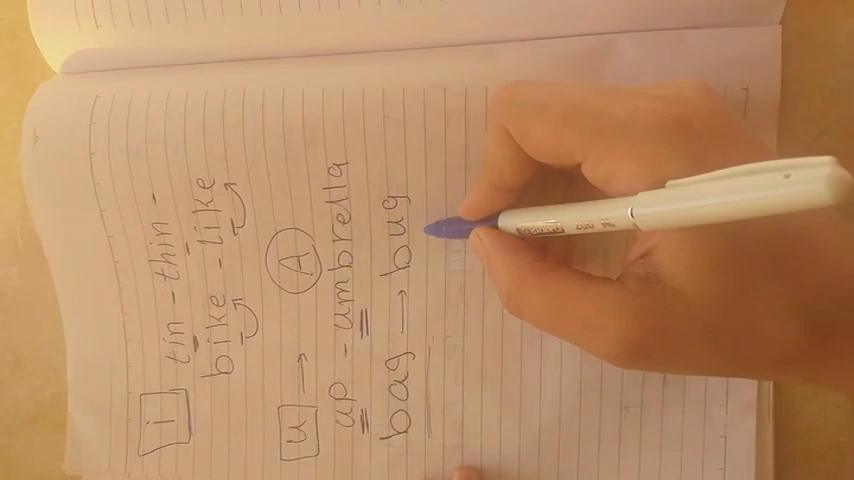 i tin - thin -
bike - like
u → A
up - umbrella
bag → bug